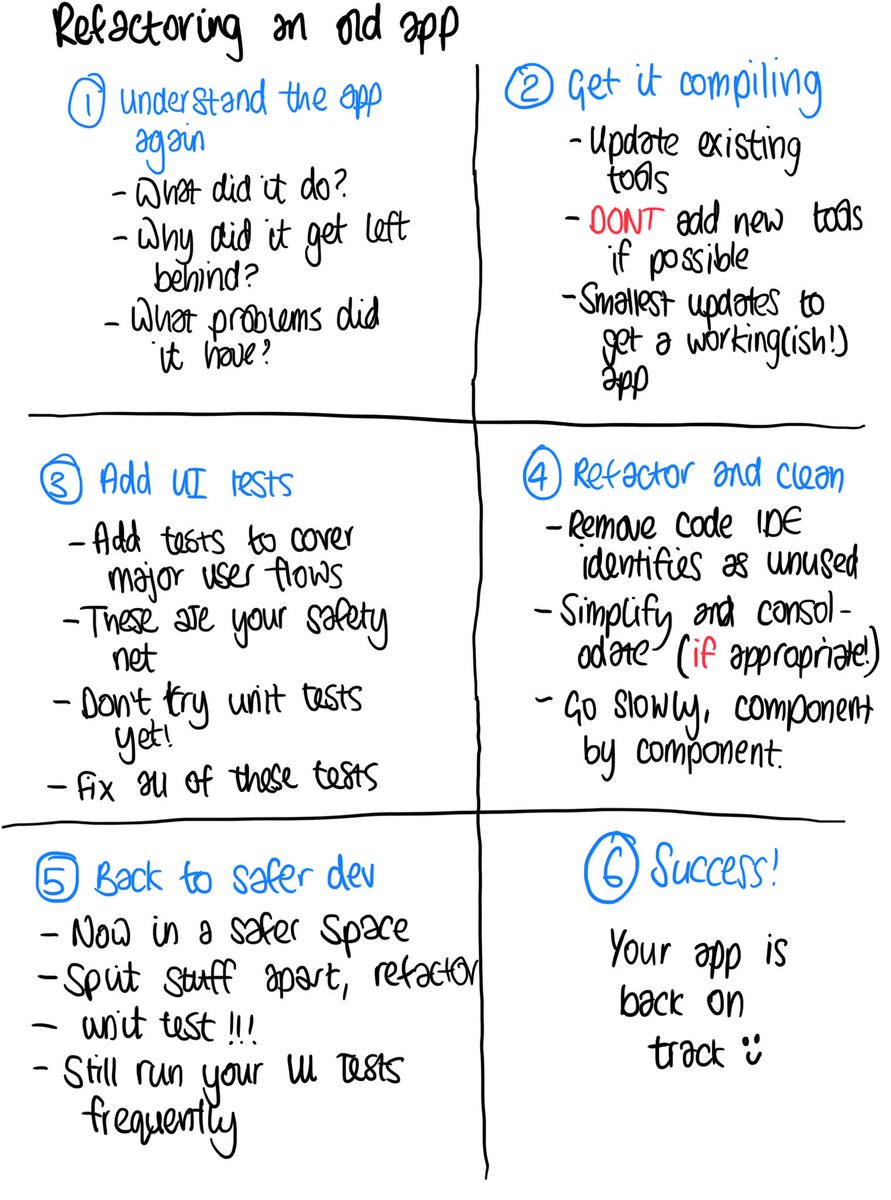 Refactoring an old app
① Understand the app
again
- What did it do?
- Why did it get left
behind?
- What problems did
it have?
② Get it compiling
- Update existing
tools
- DONT add new tools
if possible
- Smallest updates to
get a working(ish!)
app
③ Add UI tests
- Add tests to cover
major user flows
- These are your safety
net
- Don't try unit tests
yet!
- Fix all of these tests
④ Refactor and clean
- Remove code IDE
identifies as unused
- Simplify and consol-
odate (if appropriate!)
- Go slowly, component
by component.
⑤ Back to safer dev
- Now in a safer space
- Split stuff apart, refactor
- unit test!!!
- Still run your UI tests
frequently
⑥ Success!
Your app is
back on
track :)